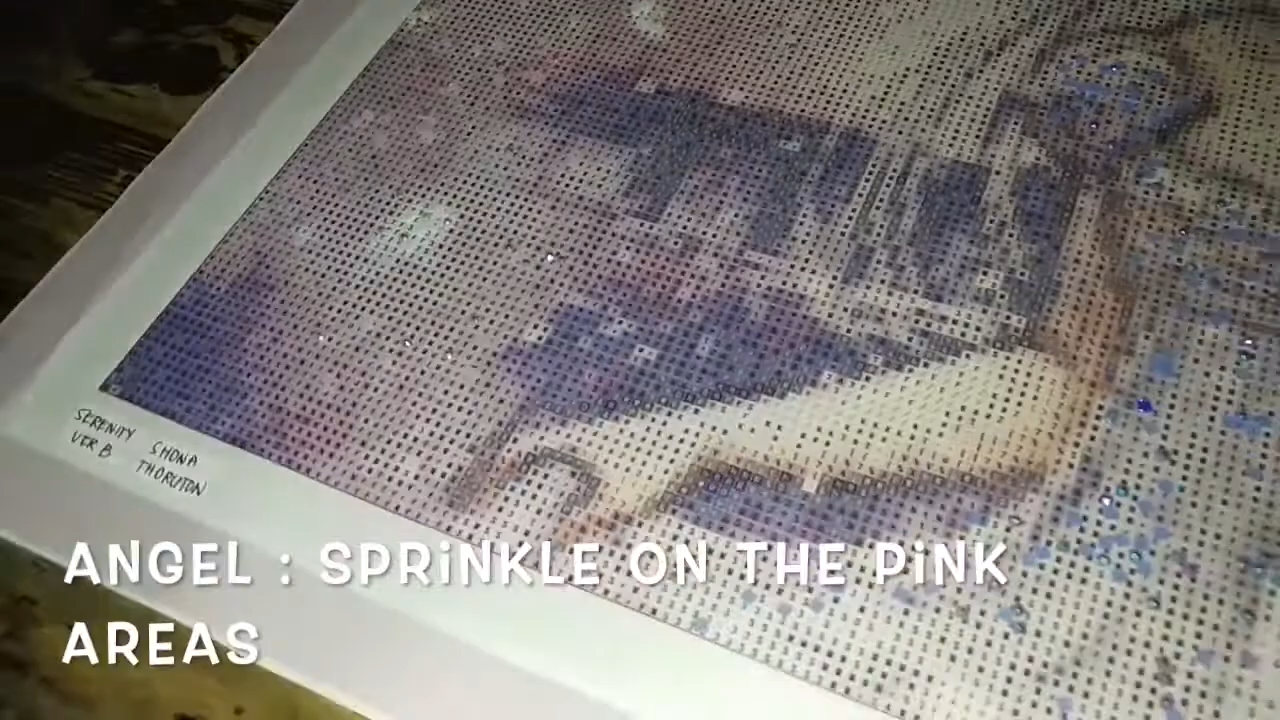 SERENITY SHONA
VER B THORNTON
ANGEL : SPRiNKLE ON THE PiNK
AREAS